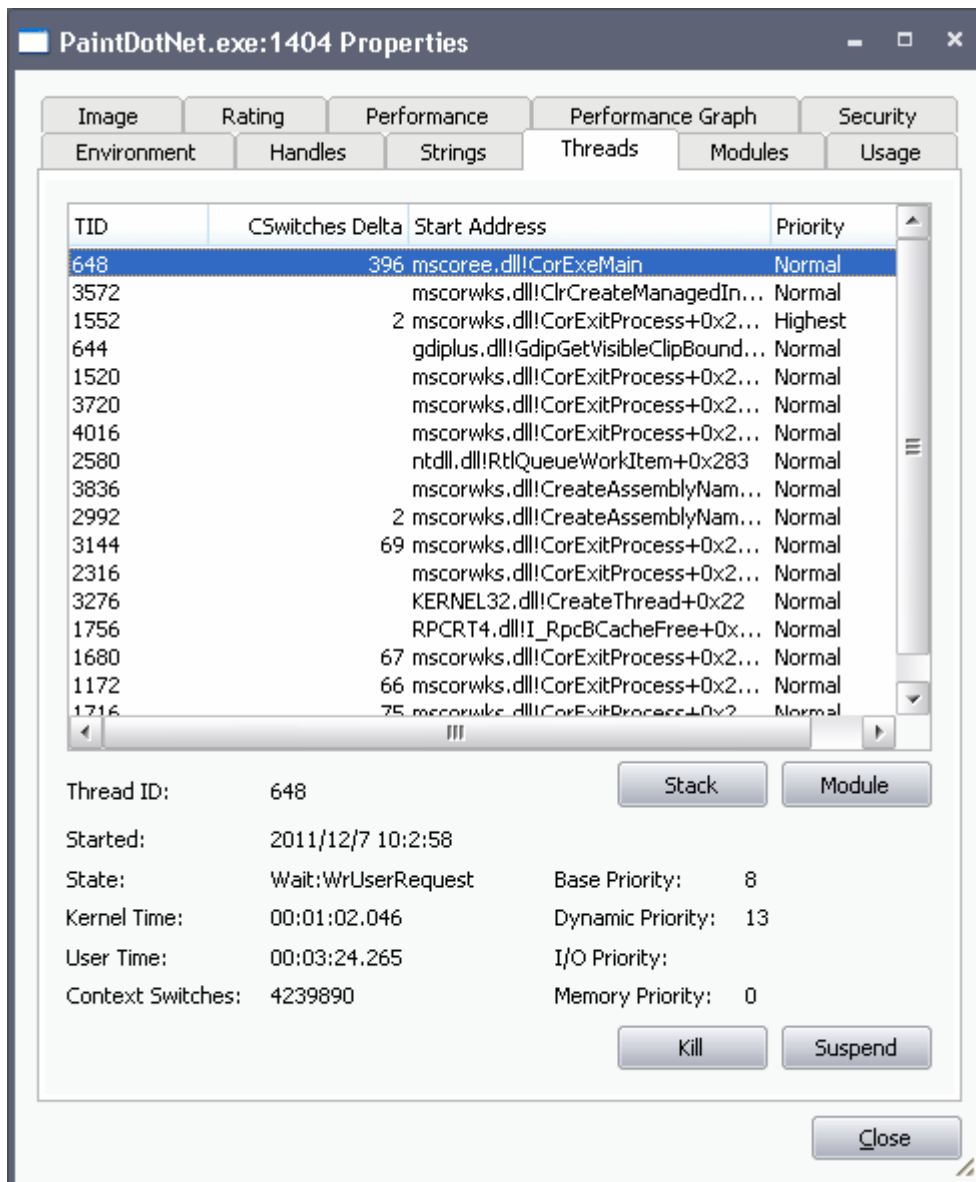 PaintDotNet.exe:1404 Properties
Image Rating Performance Performance Graph Security
Environment Handles Strings Threads Modules Usage
TID CSwitches Delta Start Address Priority
648 396 mscoree.dll!CorExeMain Normal
3572 mscorwks.dll!ClrCreateManagedIn... Normal
1552 2 mscorwks.dll!CorExitProcess+0x2... Highest
644 gdiplus.dll!GdipGetVisibleClipBound... Normal
1520 mscorwks.dll!CorExitProcess+0x2... Normal
3720 mscorwks.dll!CorExitProcess+0x2... Normal
4016 mscorwks.dll!CorExitProcess+0x2... Normal
2580 ntdll.dll!RtlQueueWorkItem+0x283 Normal
3836 mscorwks.dll!CreateAssemblyNam... Normal
2992 2 mscorwks.dll!CreateAssemblyNam... Normal
3144 69 mscorwks.dll!CorExitProcess+0x2... Normal
2316 mscorwks.dll!CorExitProcess+0x2... Normal
3276 KERNEL32.dll!CreateThread+0x22 Normal
1756 RPCRT4.dll!I_RpcBCacheFree+0x... Normal
1680 67 mscorwks.dll!CorExitProcess+0x2... Normal
1172 66 mscorwks.dll!CorExitProcess+0x2... Normal
1716 75 mscorwks.dll!CorExitProcess+0x2... Normal
Thread ID: 648 Stack Module
Started: 2011/12/7 10:2:58
State: Wait:WrUserRequest Base Priority: 8
Kernel Time: 00:01:02.046 Dynamic Priority: 13
User Time: 00:03:24.265 I/O Priority:
Context Switches: 4239890 Memory Priority: 0
Kill Suspend
Close